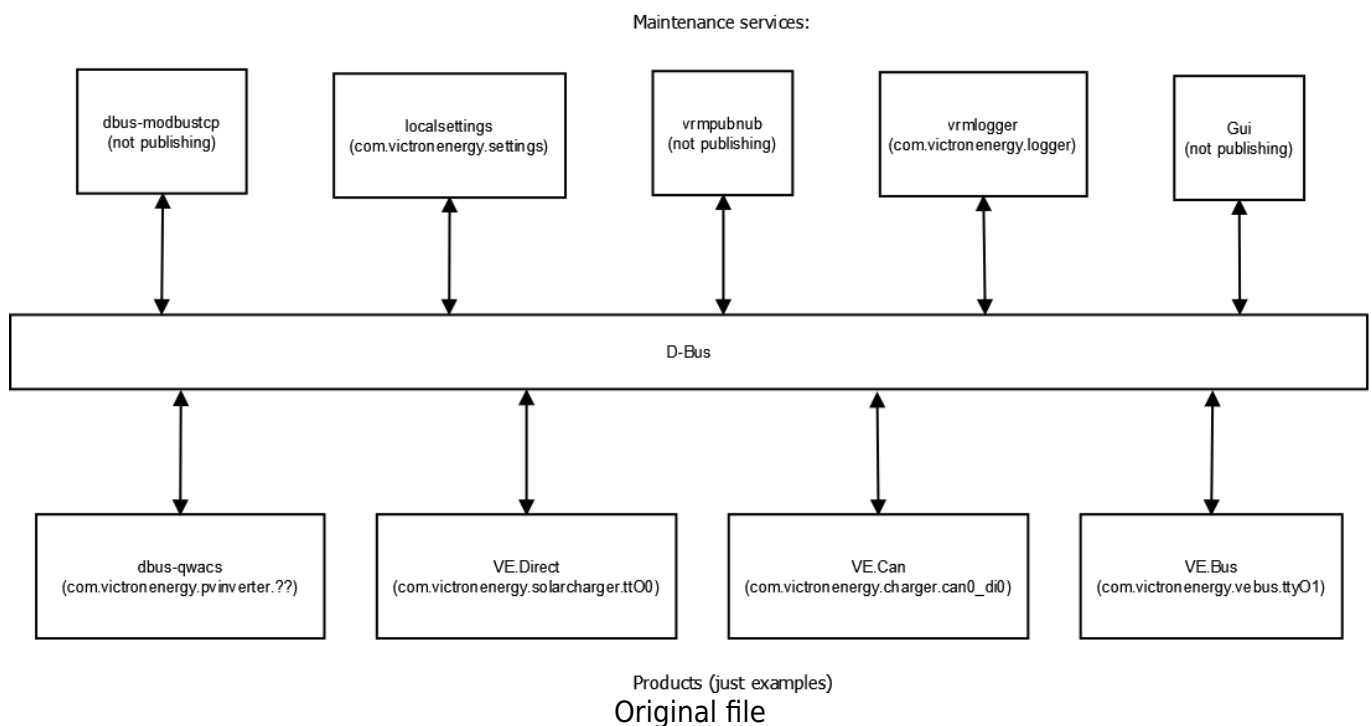 Maintenance services:
dbus-modbustcp
(not publishing)
localsettings
(com.victronenergy.settings)
vrmpubnub
(not publishing)
vrmlogger
(com.victronenergy.logger)
Gui
(not publishing)
D-Bus
dbus-qwacs
(com.victronenergy.pvinverter.??)
VE.Direct
(com.victronenergy.solarcharger.ttO0)
VE.Can
(com.victronenergy.charger.can0_di0)
VE.Bus
(com.victronenergy.vebus.ttyO1)
Products (just examples)
Original file